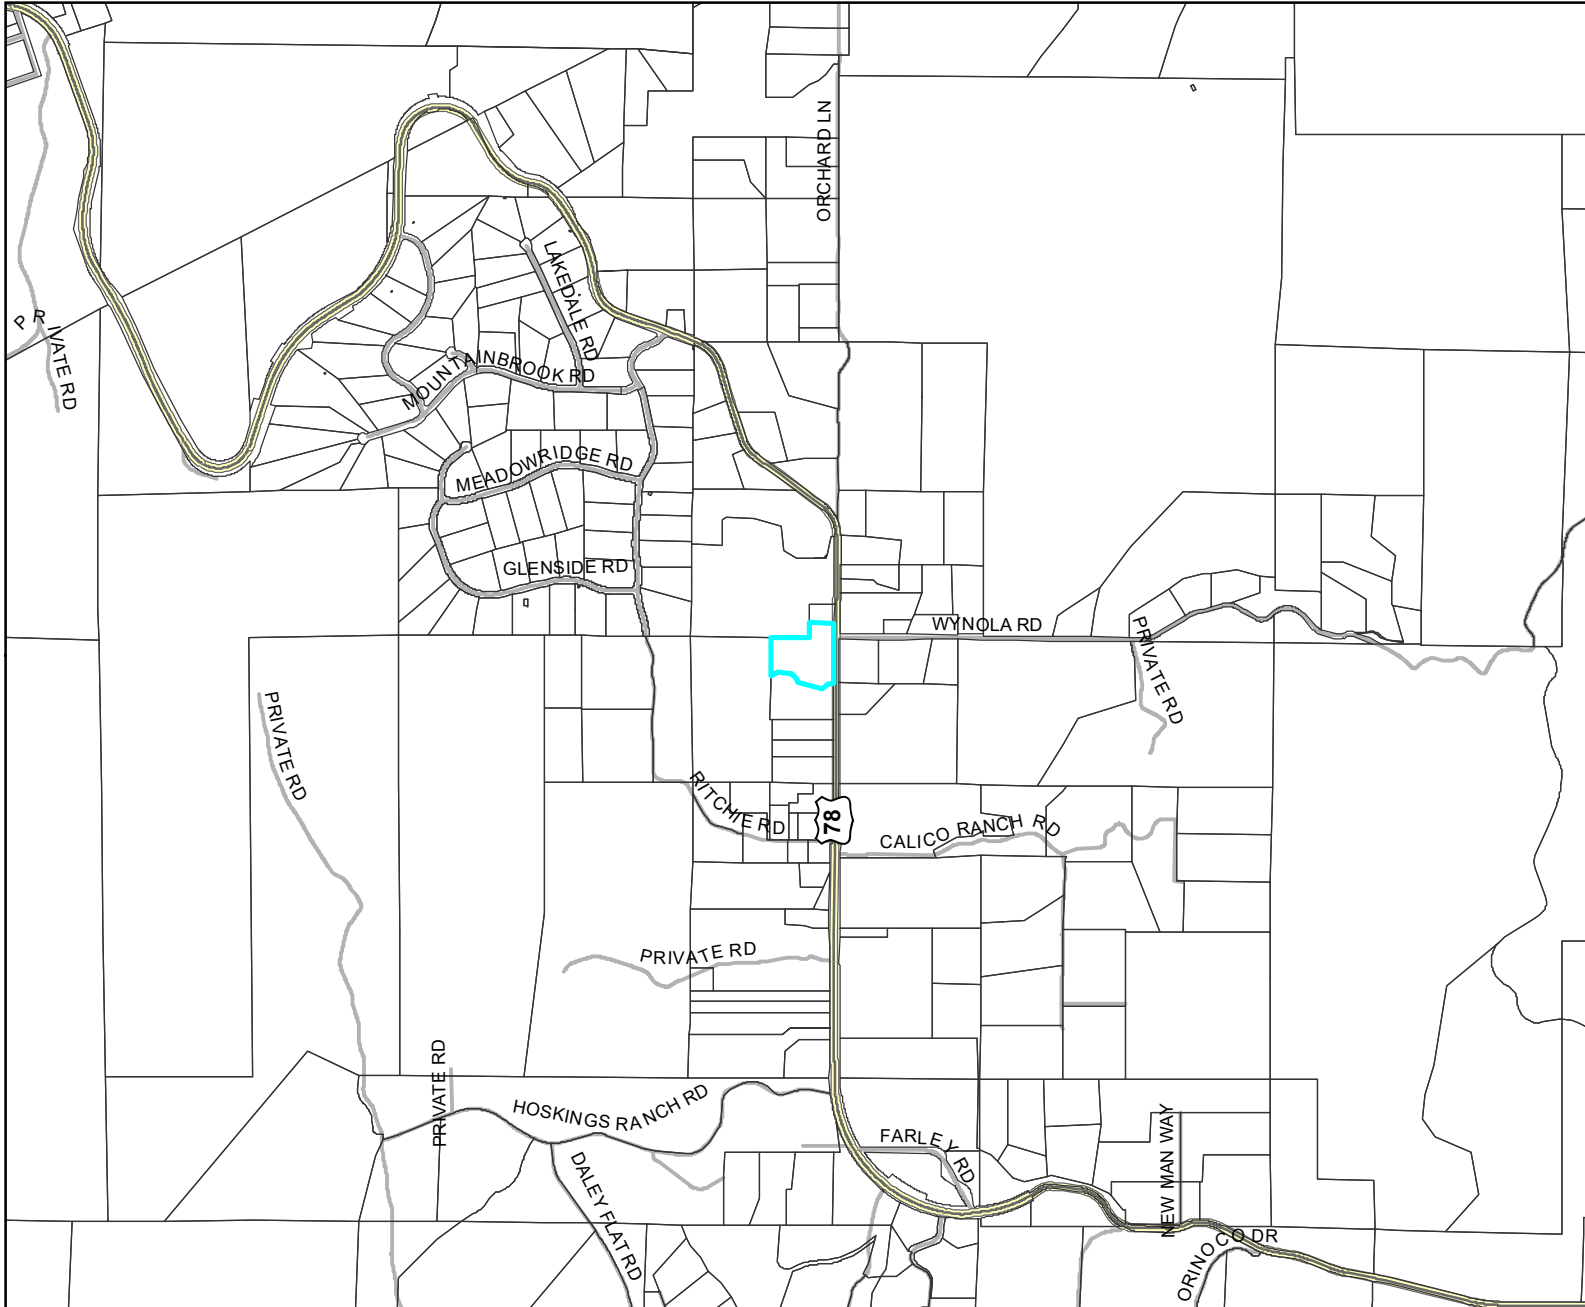 ORCHARD LN
LAKEDALE RD
PRIVATE RD
MOUNTAINBROOK RD
MEADOWRIDGE RD
GLENSIDE RD
WYNOLA RD
PRIVATE RD
PRIVATE RD
RITCHIE RD
78
CALICO RANCH RD
PRIVATE RD
PRIVATE RD
HOSKINGS RANCH RD
FARLEY RD
NEW MAN WAY
DALEY FLAT RD
ORINOCO DR